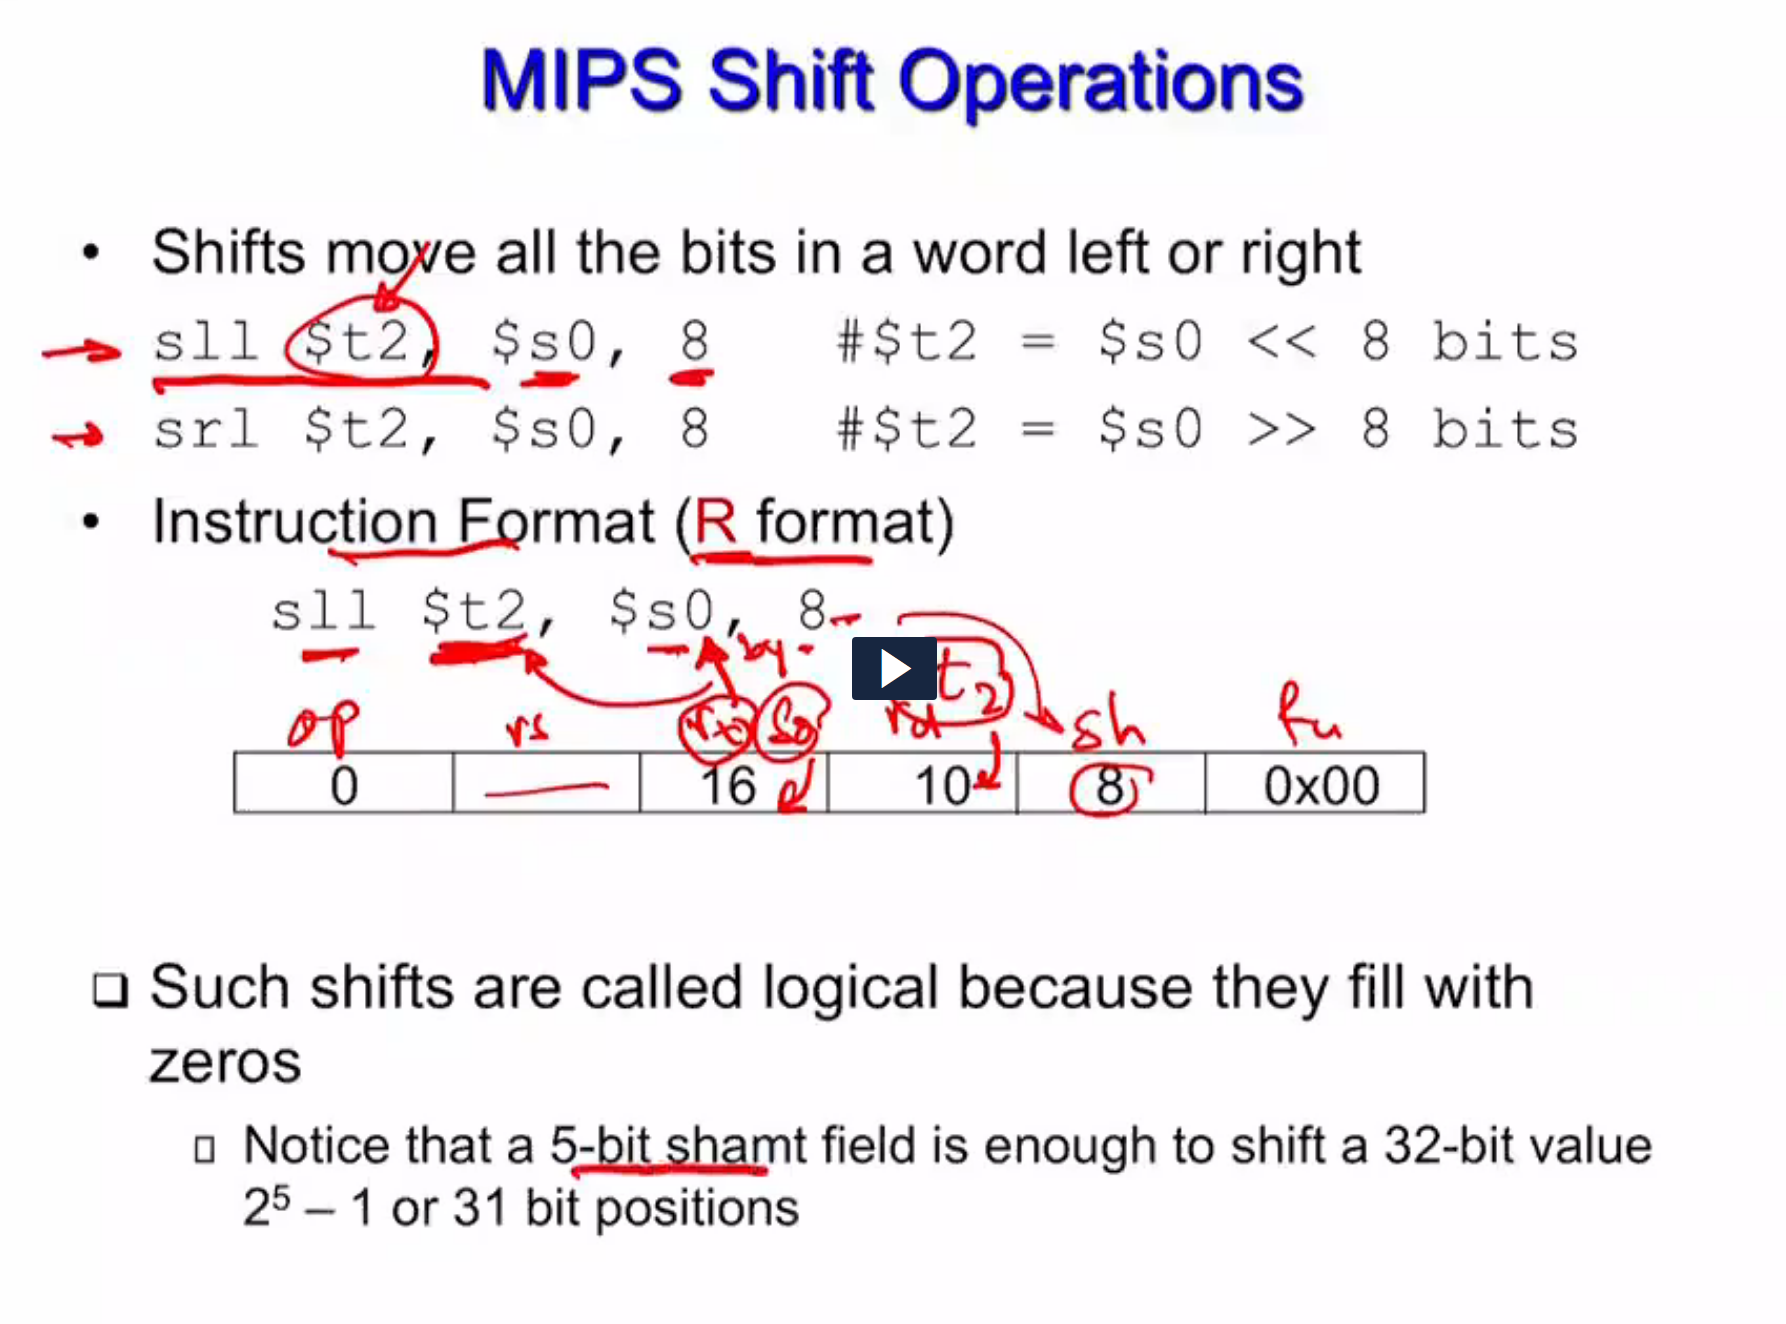 MIPS Shift Operations
• Shifts move all the bits in a word left or right
sll $t2, $s0, 8 #$t2 = $s0 << 8 bits
srl $t2, $s0, 8 #$t2 = $s0 >> 8 bits
• Instruction Format (R format)
sll $t2, $s0, 8
by t2
op rs rt s0 rd sh fu
0 16 10 8 0x00
❑ Such shifts are called logical because they fill with
zeros
Notice that a 5-bit shamt field is enough to shift a 32-bit value
2⁵ – 1 or 31 bit positions